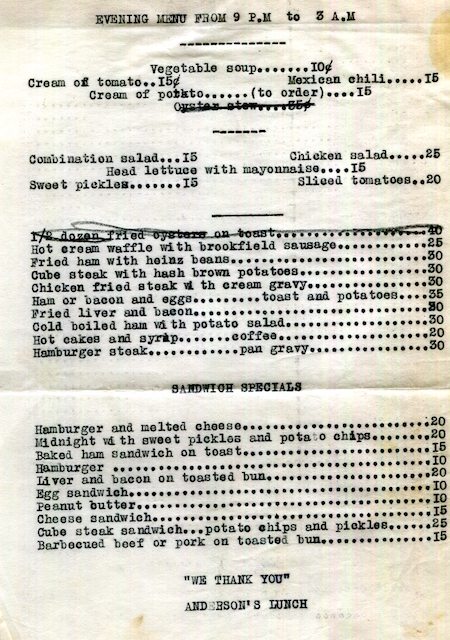 EVENING MENU FROM 9 P.M to 3 A.M
Vegetable soup.......10¢
Cream of tomato..15¢ Mexican chili.....15
Cream of potato......(to order)....15
Oyster stew....35¢
Combination salad...15 Chicken salad.....25
Head lettuce with mayonnaise....15
Sweet pickles.......15 Sliced tomatoes..20
1/2 dozen fried oysters on toast..................40
Hot cream waffle with brookfield sausage............25
Fried ham with heinz beans..........................30
Cube steak with hash brown potatoes.................30
Chicken fried steak with cream gravy................30
Ham or bacon and eggs........toast and potatoes....35
Fried liver and bacon...............................30
Cold boiled ham with potato salad...................30
Hot cakes and syrup.......coffee....................20
Hamburger steak............pan gravy................30
SANDWICH SPECIALS
Hamburger and melted cheese.........................20
Midnight with sweet pickles and potato chips........20
Baked ham sandwich on toast.........................15
Hamburger ..........................................10
Liver and bacon on toasted bun......................20
Egg sandwich........................................10
Peanut butter.......................................10
Cheese sandwich.....................................15
Cube steak sandwich...potato chips and pickles.....25
Barbecued beef or pork on toasted bun...............15
"WE THANK YOU"
ANDERSON'S LUNCH